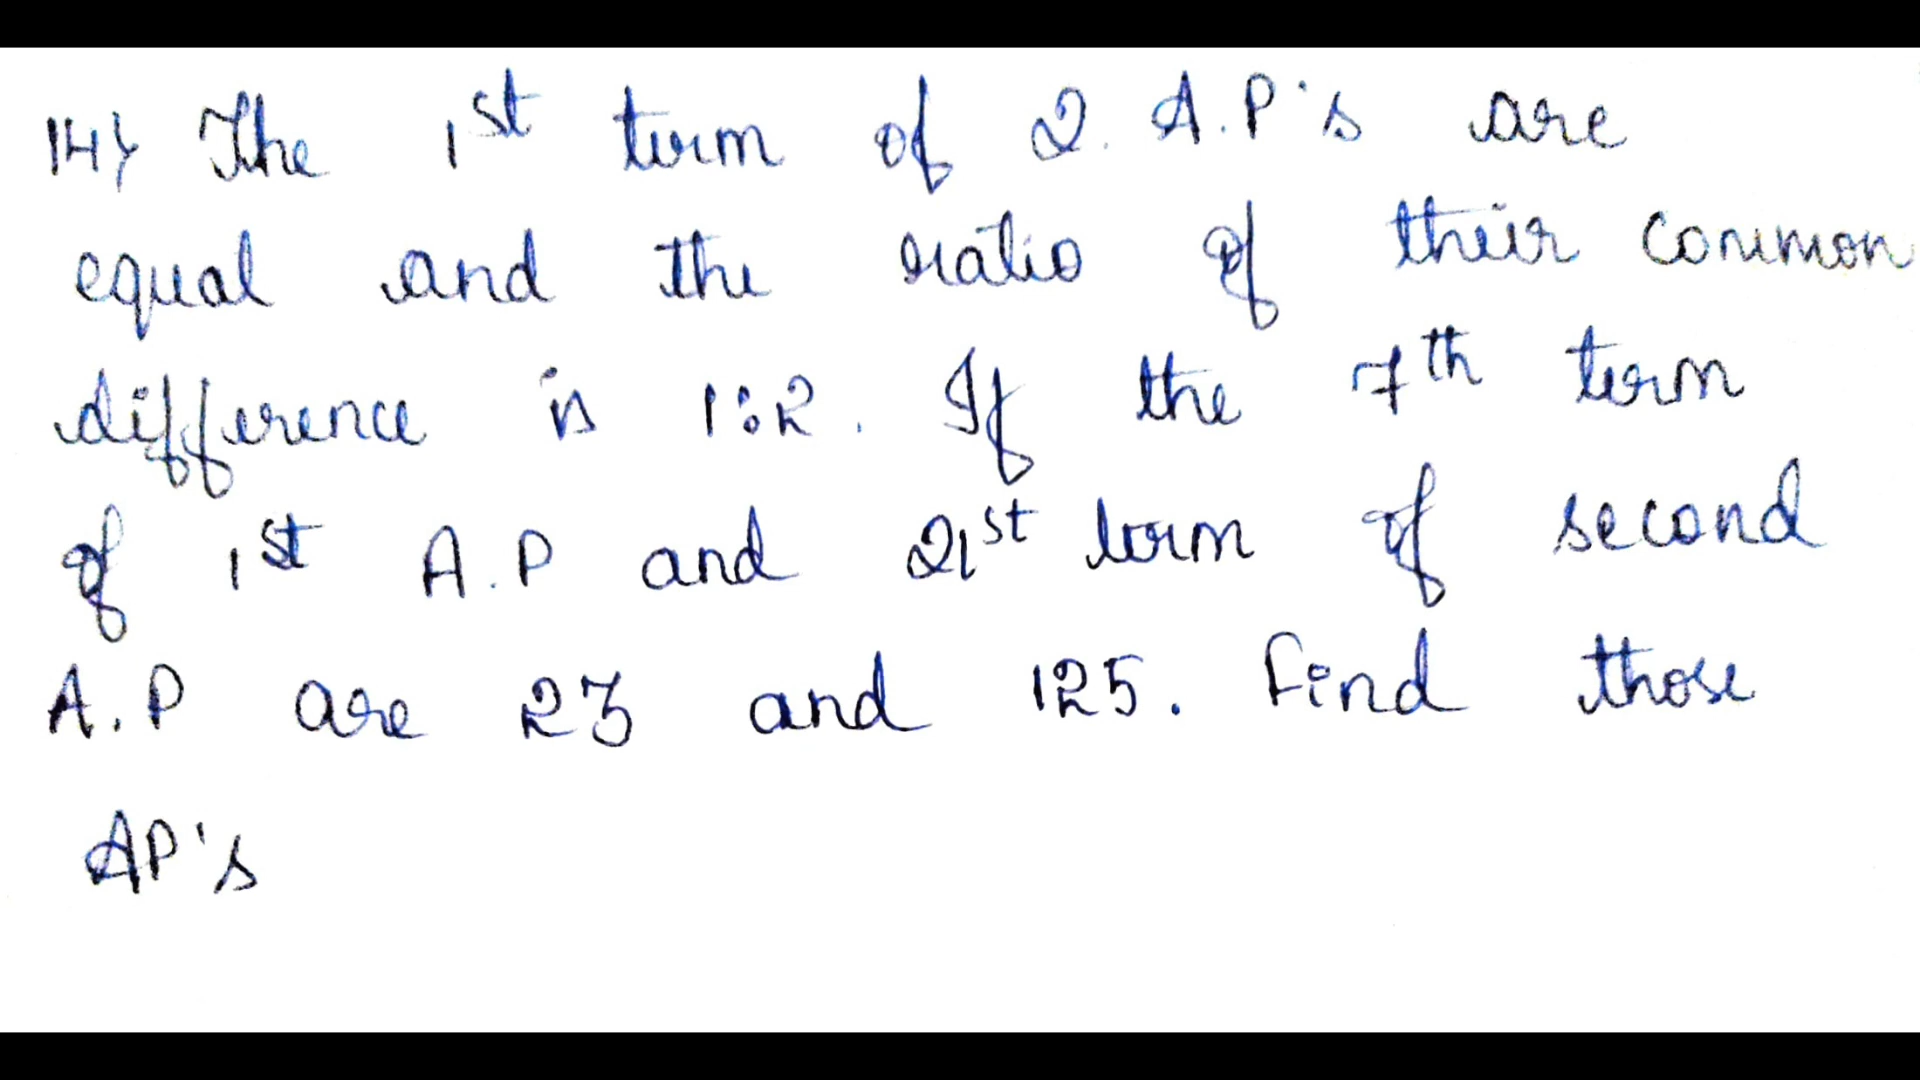 14) The 1st term of 2. A.P's are
equal and the ratio of their common
difference is 1:2. If the 7th term
of 1st A.P and 21st term of second
A.P are 23 and 125. Find those
AP's